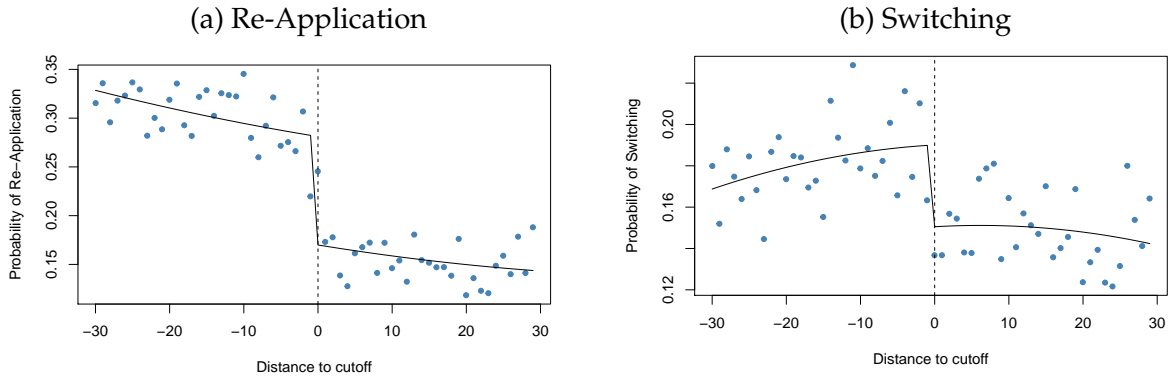 (a) Re-Application
Probability of Re−Application
0.35
0.30
0.25
0.20
0.15
−30 −20 −10 0 10 20 30
Distance to cutoff
(b) Switching
Probability of Switching
0.20
0.16
0.12
−30 −20 −10 0 10 20 30
Distance to cutoff